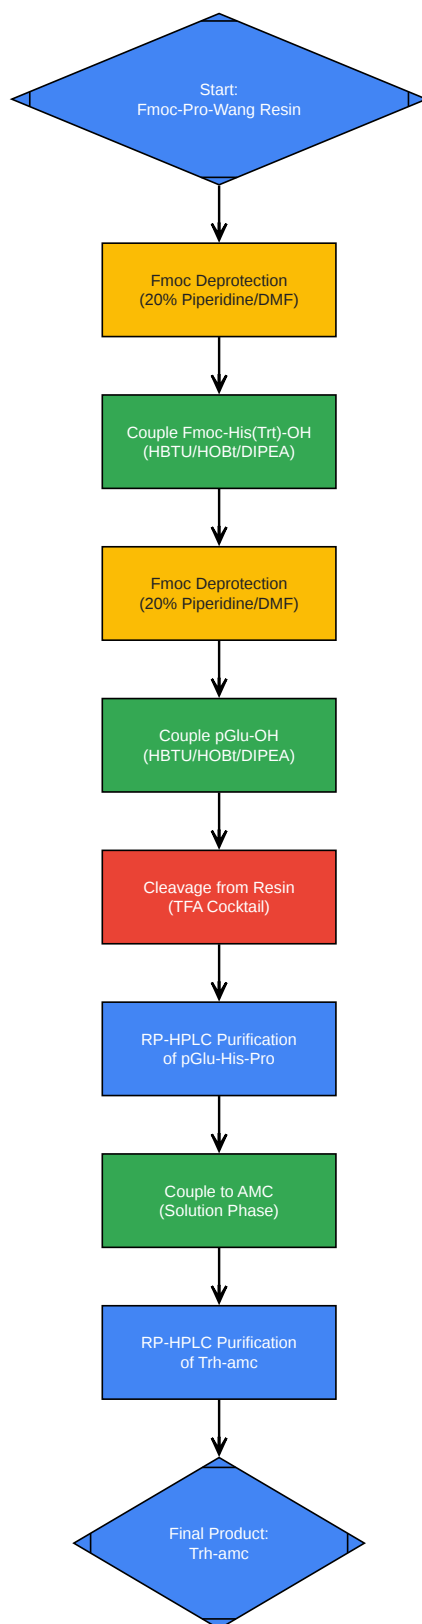 Start:
Fmoc-Pro-Wang Resin
Fmoc Deprotection
(20% Piperidine/DMF)
Couple Fmoc-His(Trt)-OH
(HBTU/HOBt/DIPEA)
Fmoc Deprotection
(20% Piperidine/DMF)
Couple pGlu-OH
(HBTU/HOBt/DIPEA)
Cleavage from Resin
(TFA Cocktail)
RP-HPLC Purification
of pGlu-His-Pro
Couple to AMC
(Solution Phase)
RP-HPLC Purification
of Trh-amc
Final Product:
Trh-amc